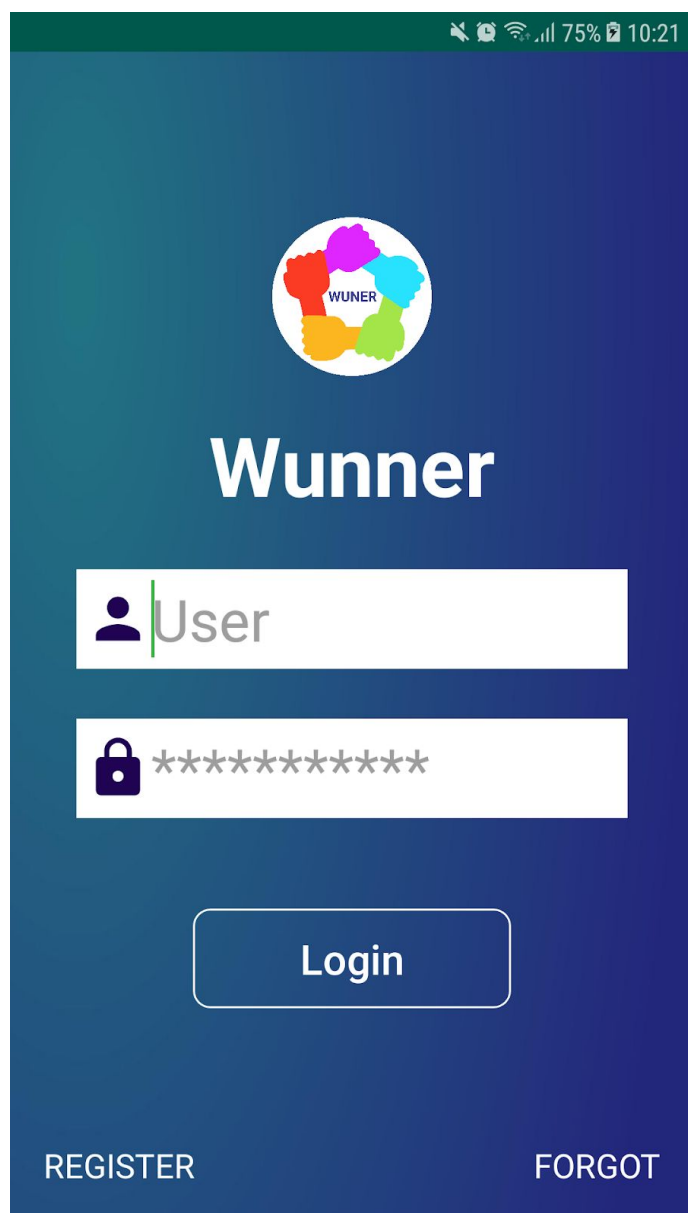 75% 10:21
WUNER
Wunner
User
***********
Login
REGISTER FORGOT